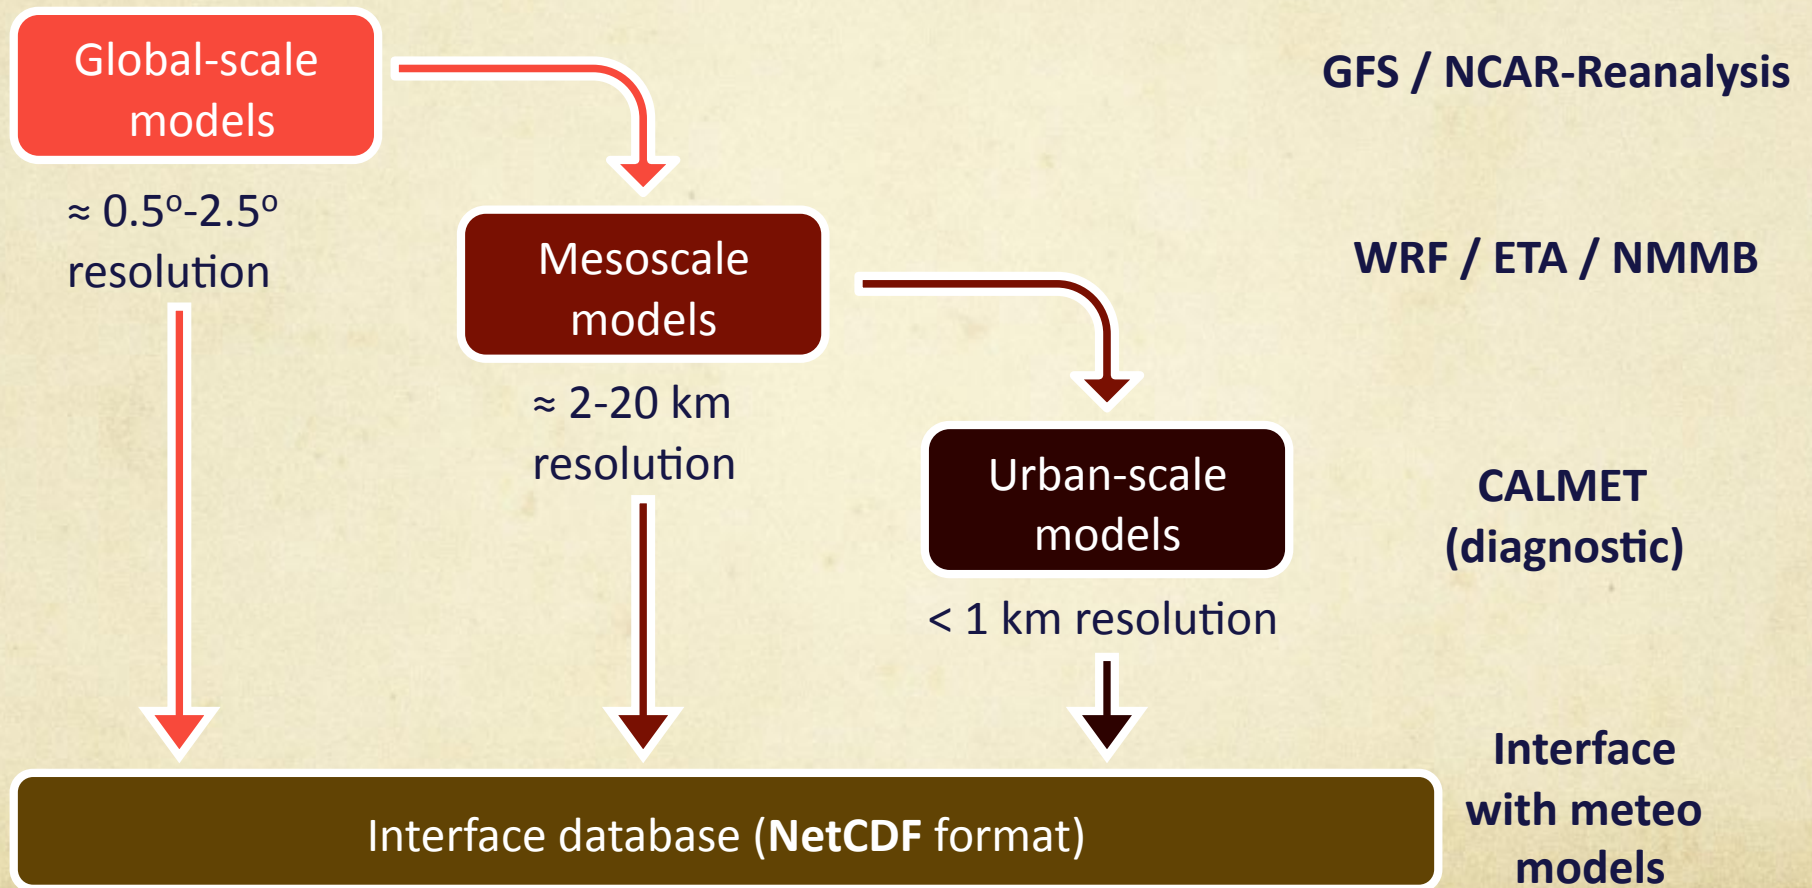 Global-scale
models
GFS / NCAR-Reanalysis
≈ 0.5º-2.5º
resolution
Mesoscale
models
WRF / ETA / NMMB
≈ 2-20 km
resolution
Urban-scale
models
CALMET
(diagnostic)
< 1 km resolution
Interface database (NetCDF format)
Interface
with meteo
models